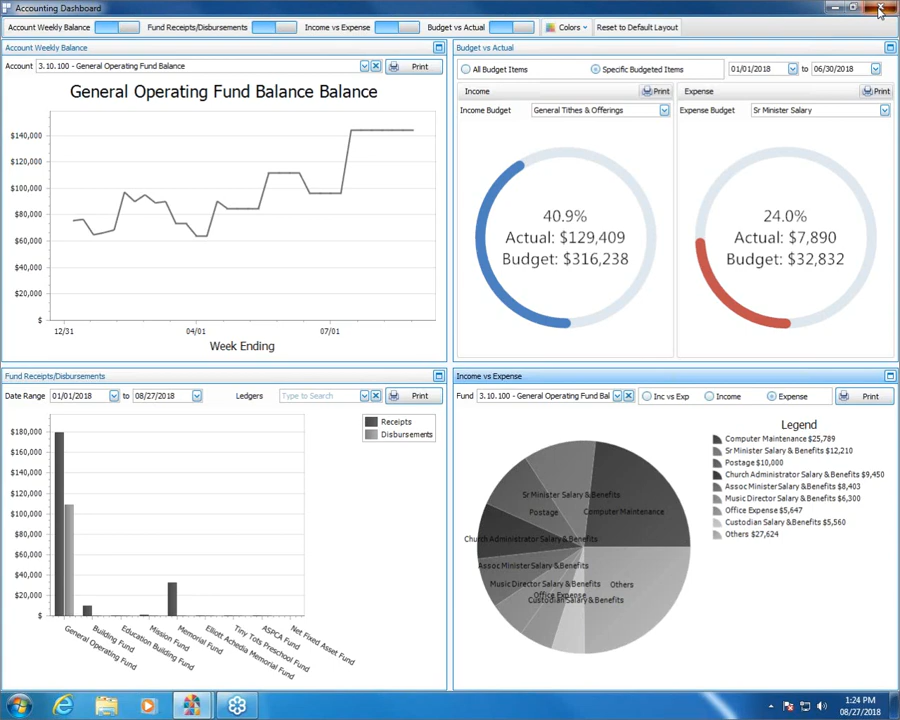 Accounting Dashboard
Account Weekly Balance Fund Receipts/Disbursements Income vs Expense Budget vs Actual Colors Reset to Default Layout
Account Weekly Balance
Account 3.10.100 - General Operating Fund Balance Print
General Operating Fund Balance Balance
$140,000
$120,000
$100,000
$80,000
$60,000
$40,000
$20,000
$
12/31 04/01 07/01
Week Ending
Budget vs Actual
All Budget Items Specific Budgeted Items 01/01/2018 to 06/30/2018
Income Print
Income Budget General Tithes & Offerings
40.9%
Actual: $129,409
Budget: $316,238
Expense Print
Expense Budget Sr Minister Salary
24.0%
Actual: $7,890
Budget: $32,832
Fund Receipts/Disbursements
Date Range 01/01/2018 to 08/27/2018 Ledgers Type to Search Print
Receipts
Disbursements
$180,000
$160,000
$140,000
$120,000
$100,000
$80,000
$60,000
$40,000
$20,000
$
General Operating Fund
Building Fund
Education Building Fund
Mission Fund
Memorial Fund
Elliott Achedia Memorial Fund
Tiny Tots Preschool Fund
ASPCA Fund
Net Fixed Asset Fund
Income vs Expense
Fund 3.10.100 - General Operating Fund Bal Inc vs Exp Income Expense Print
Legend
Computer Maintenance $25,789
Sr Minister Salary & Benefits $12,210
Postage $10,000
Church Administrator Salary & Benefits $9,450
Assoc Minister Salary & Benefits $8,403
Music Director Salary & Benefits $6,300
Office Expense $5,647
Custodian Salary & Benefits $5,560
Others $27,624
Sr Minister Salary & Benefits
Postage
Computer Maintenance
Church Administrator Salary & Benefits
Assoc Minister Salary & Benefits
Music Director Salary & Benefits
Others
Office Expense
Custodian Salary & Benefits
1:24 PM
08/27/2018